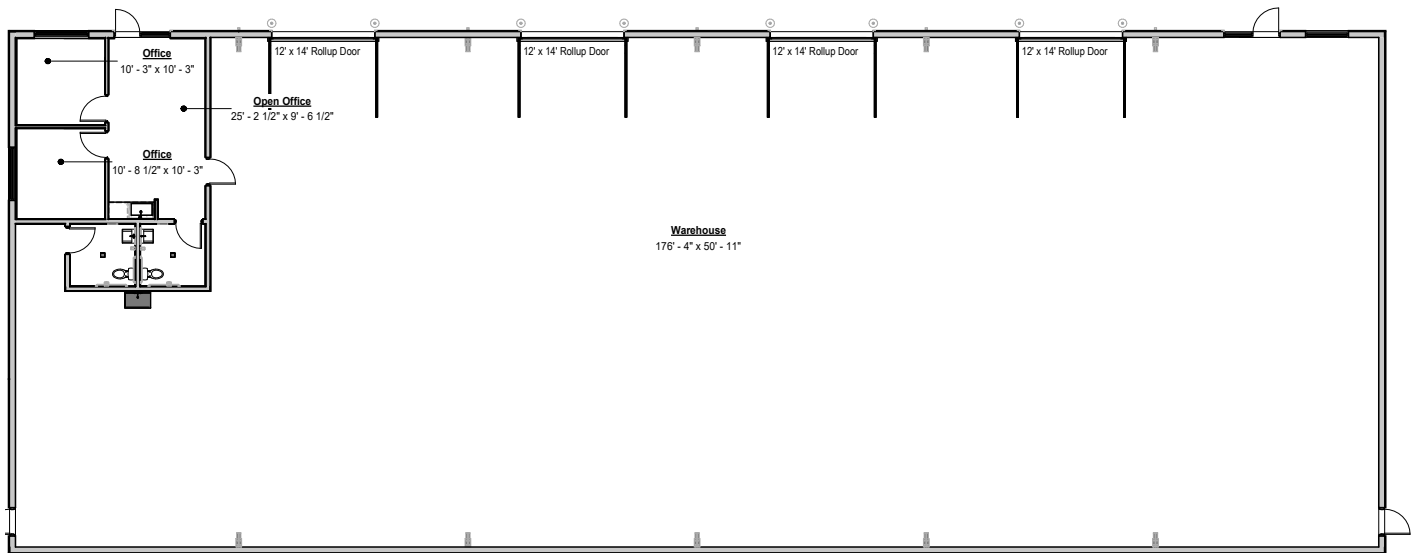 Office
10' - 3" x 10' - 3"
12' x 14' Rollup Door
12' x 14' Rollup Door
12' x 14' Rollup Door
12' x 14' Rollup Door
Open Office
25' - 2 1/2" x 9' - 6 1/2"
Office
10' - 8 1/2" x 10' - 3"
Warehouse
176' - 4" x 50' - 11"